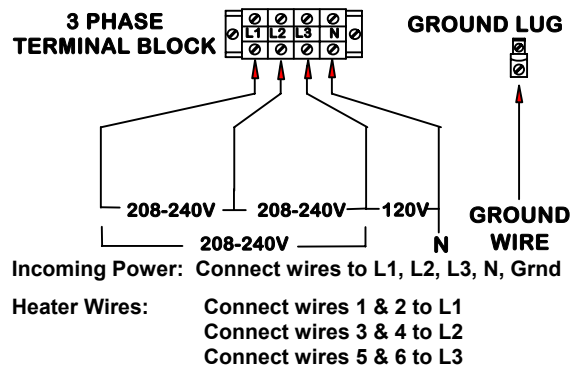 3 PHASE
TERMINAL BLOCK
L1 L2 L3 N
GROUND LUG
208-240V 208-240V 120V
208-240V
N
GROUND
WIRE
Incoming Power: Connect wires to L1, L2, L3, N, Grnd
Heater Wires: Connect wires 1 & 2 to L1
Connect wires 3 & 4 to L2
Connect wires 5 & 6 to L3